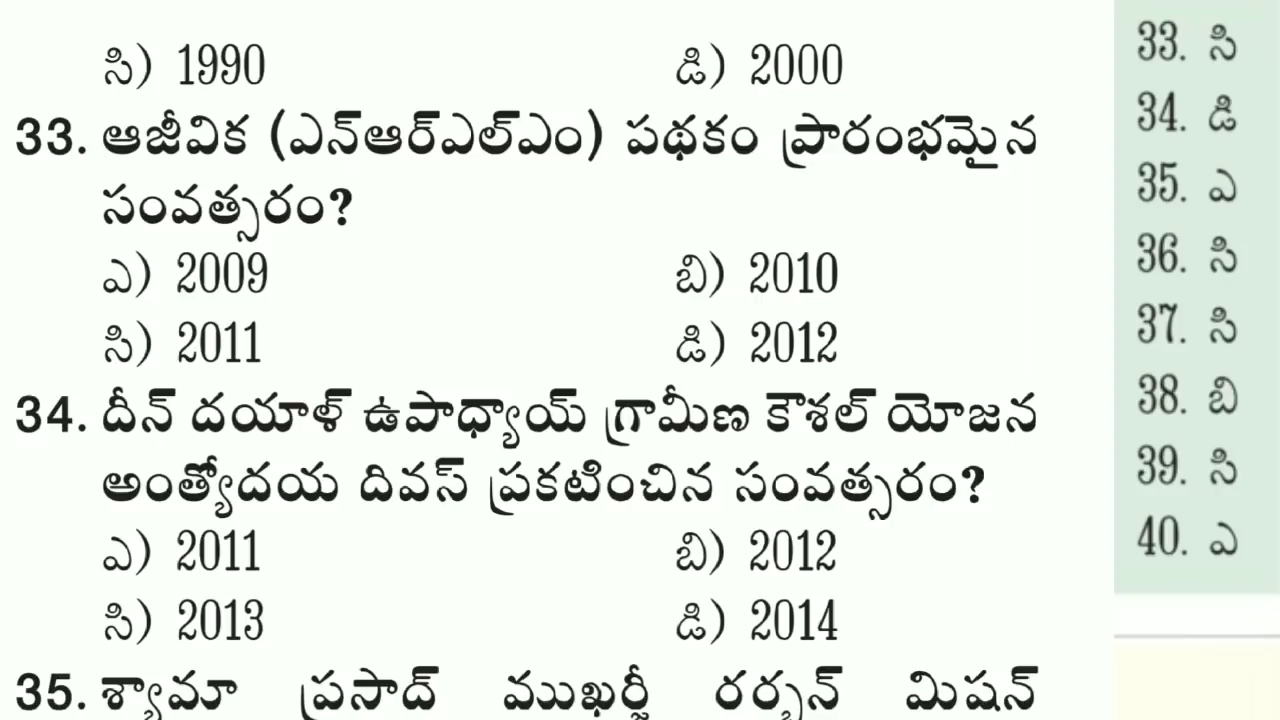 సి) 1990 డి) 2000
33. ఆజీవిక (ఎన్ఆర్ఎల్ఎం) పథకం ప్రారంభమైన
సంవత్సరం?
ఎ) 2009 బి) 2010
సి) 2011 డి) 2012
34. దీన్ దయాళ్ ఉపాధ్యాయ్ గ్రామీణ కౌశల్ యోజన
అంత్యోదయ దివస్ ప్రకటించిన సంవత్సరం?
ఎ) 2011 బి) 2012
సి) 2013 డి) 2014
35. శ్యామా ప్రసాద్ ముఖర్జీ రర్బన్ మిషన్
33. సి
34. డి
35. ఎ
36. సి
37. సి
38. బి
39. సి
40. ఎ